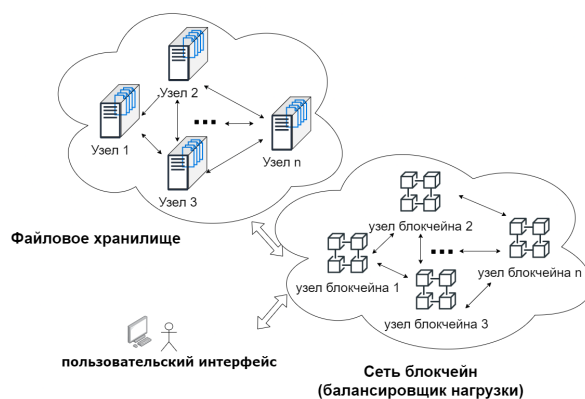 Узел 2
Узел 1
Узел n
Узел 3
Файловое хранилище
узел блокчейна 2
узел блокчейна n
узел блокчейна 1
узел блокчейна 3
пользовательский интерфейс
Сеть блокчейн
(балансировщик нагрузки)